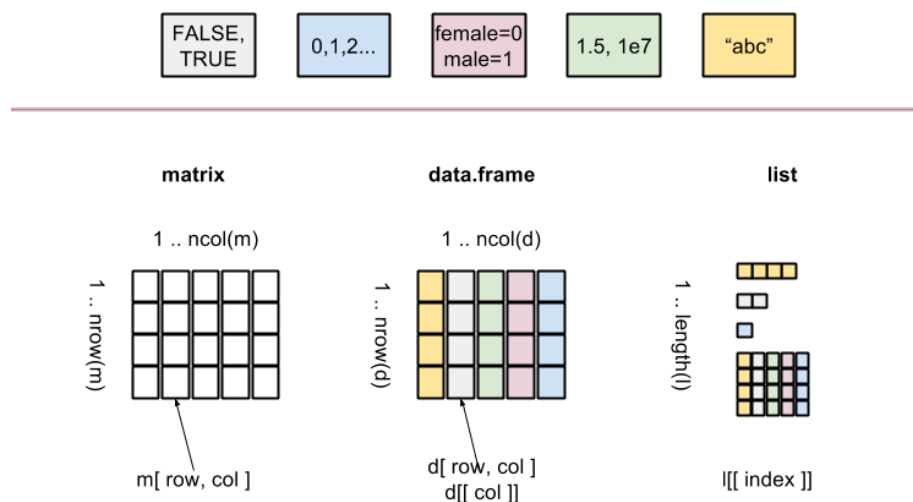 FALSE,
TRUE
0,1,2...
female=0
male=1
1.5, 1e7
“abc”
matrix
data.frame
list
1 .. ncol(m)
1 .. ncol(d)
1 .. nrow(m)
1 .. nrow(d)
1 .. length(l)
m[ row, col ]
d[ row, col ]
d[[ col ]]
l[[ index ]]